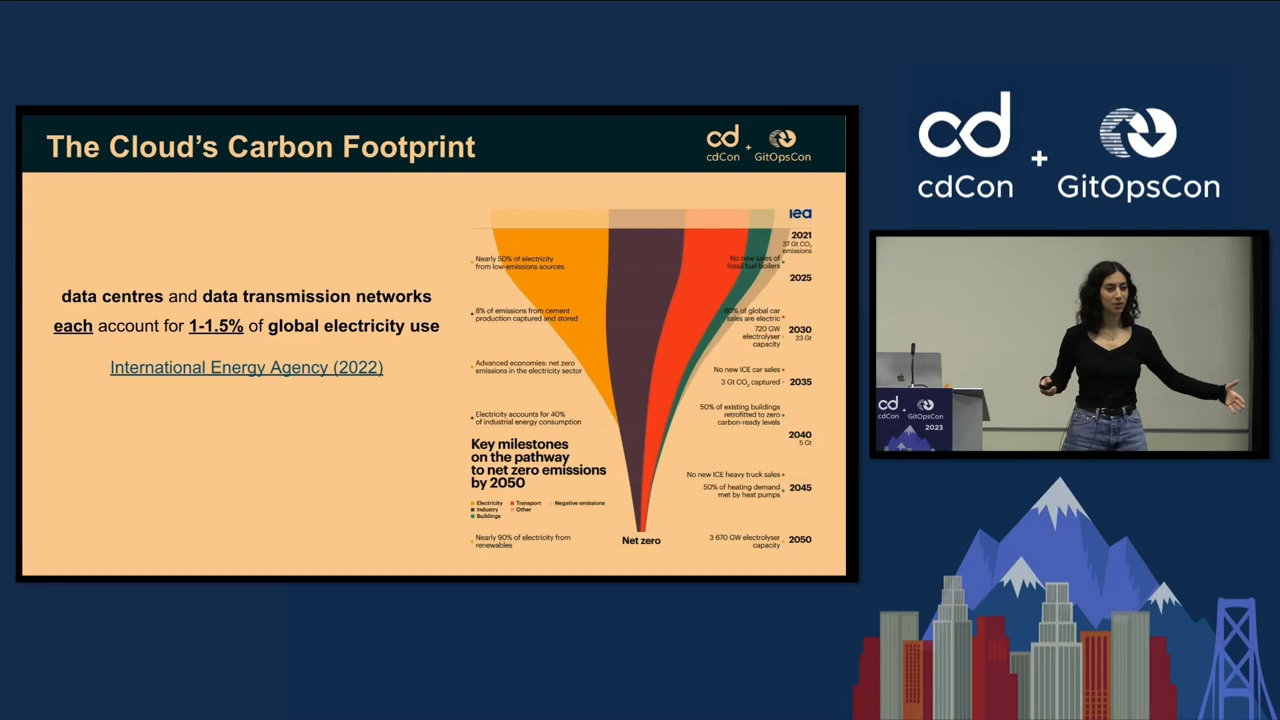 The Cloud's Carbon Footprint
cd
cdCon
+
GitOpsCon
data centres and data transmission networks
each account for 1-1.5% of global electricity use
International Energy Agency (2022)
iea
2021
37 Gt CO2
emissions
Nearly 50% of electricity
from low-emissions sources
No new sales of
fossil fuel boilers
2025
8% of emissions from cement
production captured and stored
60% of global car
sales are electric
720 GW
electrolyser
capacity
2030
23 Gt
Advanced economies: net zero
emissions in the electricity sector
No new ICE car sales
3 Gt CO2 captured
2035
Electricity accounts for 40%
of industrial energy consumption
50% of existing buildings
retrofitted to zero
carbon-ready levels
2040
5 Gt
Key milestones
on the pathway
to net zero emissions
by 2050
No new ICE heavy truck sales
50% of heating demand
met by heat pumps
2045
Electricity
Transport
Negative emissions
Industry
Other
Buildings
Nearly 90% of electricity from
renewables
Net zero
3 670 GW electrolyser
capacity
2050
cd
cdCon
+
GitOpsCon
cd
cdCon
+
GitOpsCon
2023